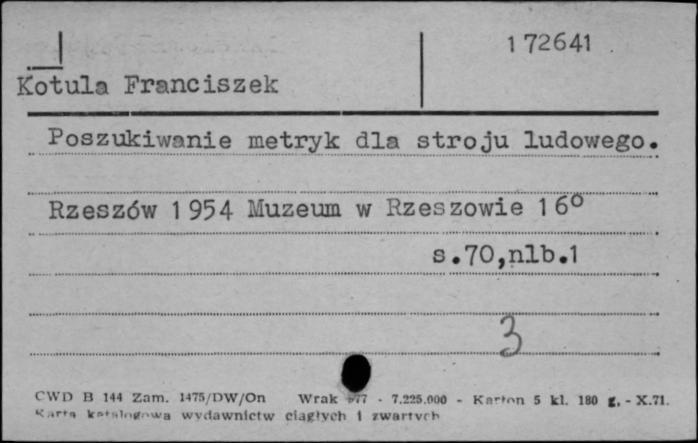 172641
Kotula Franciszek
Poszukiwanie metryk dla stroju ludowego.
Rzeszów 1954 Muzeum w Rzeszowie 16°
s.70,nlb.1
3
CWD B 144 Zam. 1475/DW/On Wrak 577 - 7.225.000 - Karton 5 kl. 180 g. - X.71.
Karta katalogowa wydawnictw ciągłych i zwartych